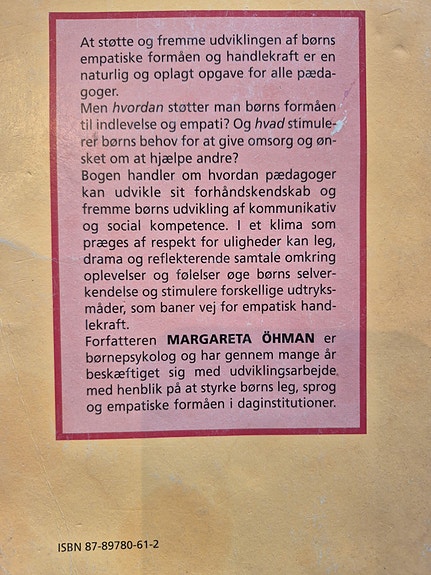 At støtte og fremme udviklingen af børns
empatiske formåen og handlekraft er en
naturlig og oplagt opgave for alle pæda-
goger.
Men hvordan støtter man børns formåen
til indlevelse og empati? Og hvad stimule-
rer børns behov for at give omsorg og øn-
sket om at hjælpe andre?
Bogen handler om hvordan pædagoger
kan udvikle sit forhåndskendskab og
fremme børns udvikling af kommunikativ
og social kompetence. I et klima som
præges af respekt for uligheder kan leg,
drama og reflekterende samtale omkring
oplevelser og følelser øge børns selver-
kendelse og stimulere forskellige udtryks-
måder, som baner vej for empatisk hand-
lekraft.
Forfatteren MARGARETA ÖHMAN er
børnepsykolog og har gennem mange år
beskæftiget sig med udviklingsarbejde
med henblik på at styrke børns leg, sprog
og empatiske formåen i daginstitutioner.
ISBN 87-89780-61-2